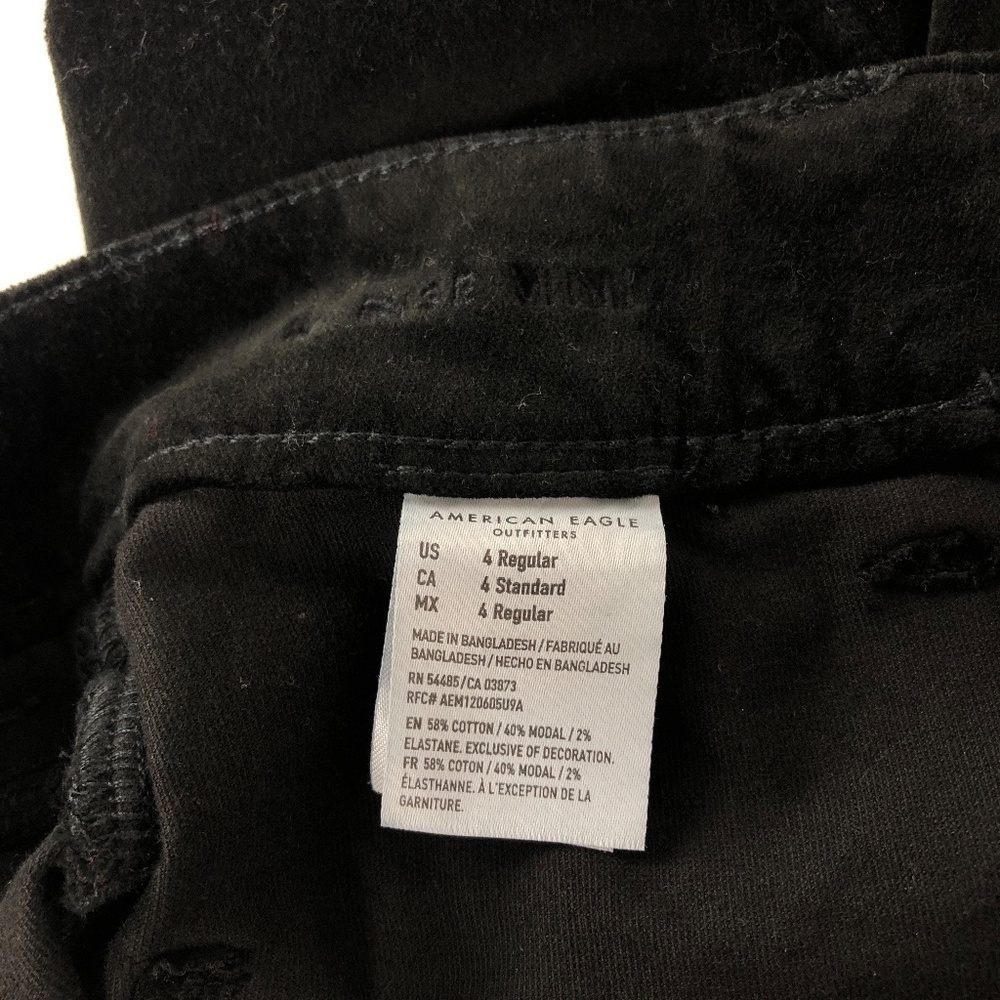 AMERICAN EAGLE
OUTFITTERS
US 4 Regular
CA 4 Standard
MX 4 Regular
MADE IN BANGLADESH / FABRIQUÉ AU
BANGLADESH / HECHO EN BANGLADESH
RN 54485/CA 03873
RFC# AEM120605U9A
EN 58% COTTON / 40% MODAL / 2%
ELASTANE. EXCLUSIVE OF DECORATION.
FR 58% COTON / 40% MODAL / 2%
ÉLASTHANNE. À L'EXCEPTION DE LA
GARNITURE.